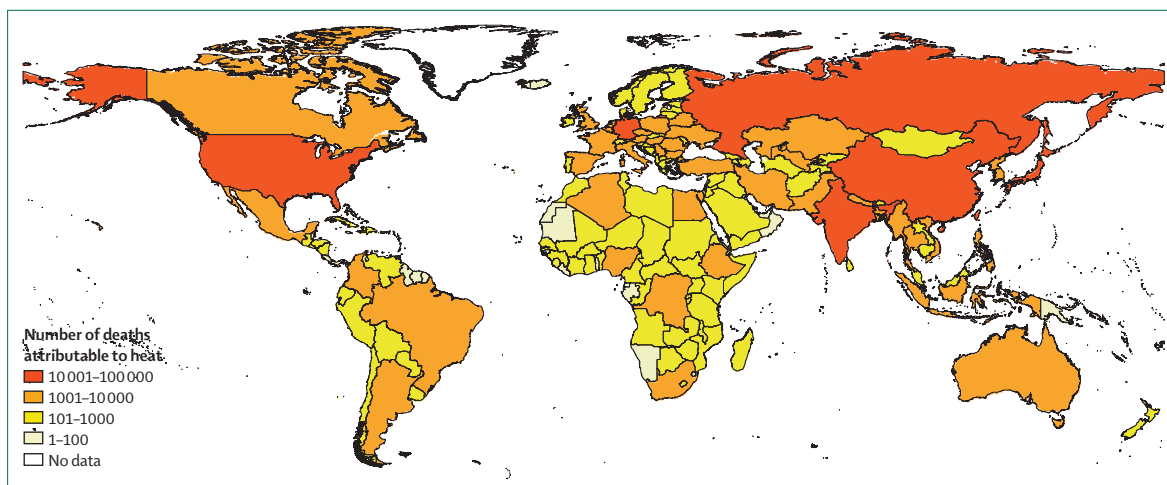 Number of deaths
attributable to heat
10 001–100 000
1001–10 000
101–1000
1–100
No data